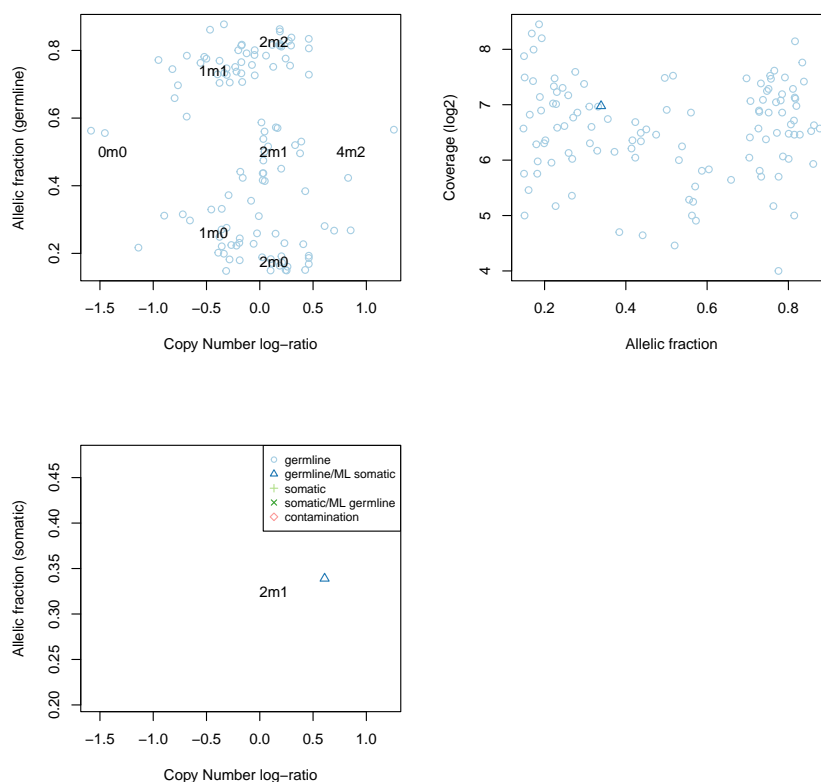 Allelic fraction (germline)
0.8
0.6
0.4
0.2
2m2
1m1
0m0
2m1
4m2
1m0
2m0
−1.5 −1.0 −0.5 0.0 0.5 1.0
Copy Number log−ratio
Coverage (log2)
8
7
6
5
4
0.2 0.4 0.6 0.8
Allelic fraction
Allelic fraction (somatic)
0.45
0.40
0.35
0.30
0.25
0.20
germline
germline/ML somatic
somatic
somatic/ML germline
contamination
2m1
−1.5 −1.0 −0.5 0.0 0.5 1.0
Copy Number log−ratio